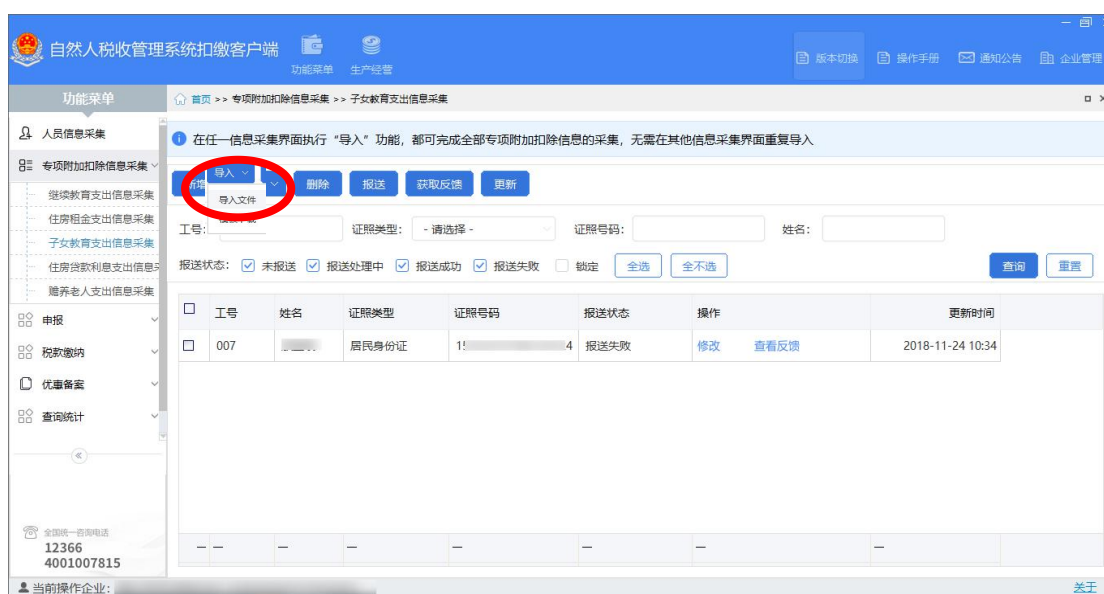 自然人税收管理系统扣缴客户端
功能菜单
生产经营
版本切换
操作手册
通知公告
企业管理
功能菜单
首页 >> 专项附加扣除信息采集 >> 子女教育支出信息采集
人员信息采集
专项附加扣除信息采集
继续教育支出信息采集
住房租金支出信息采集
子女教育支出信息采集
住房贷款利息支出信息
赡养老人支出信息采集
申报
税款缴纳
优惠备案
查询统计
全国统一咨询电话
12366
4001007815
在任一信息采集界面执行“导入”功能，都可完成全部专项附加扣除信息的采集，无需在其他信息采集界面重复导入
导入 删除 报送 获取反馈 更新
导入文件
工号: 证照类型: - 请选择 - 证照号码: 姓名:
报送状态: 未报送 报送处理中 报送成功 报送失败 锁定 全选 全不选 查询 重置
工号 姓名 证照类型 证照号码 报送状态 操作 更新时间
007 居民身份证 4 报送失败 修改 查看反馈 2018-11-24 10:34
— — — — — — — —
当前操作企业:
关于